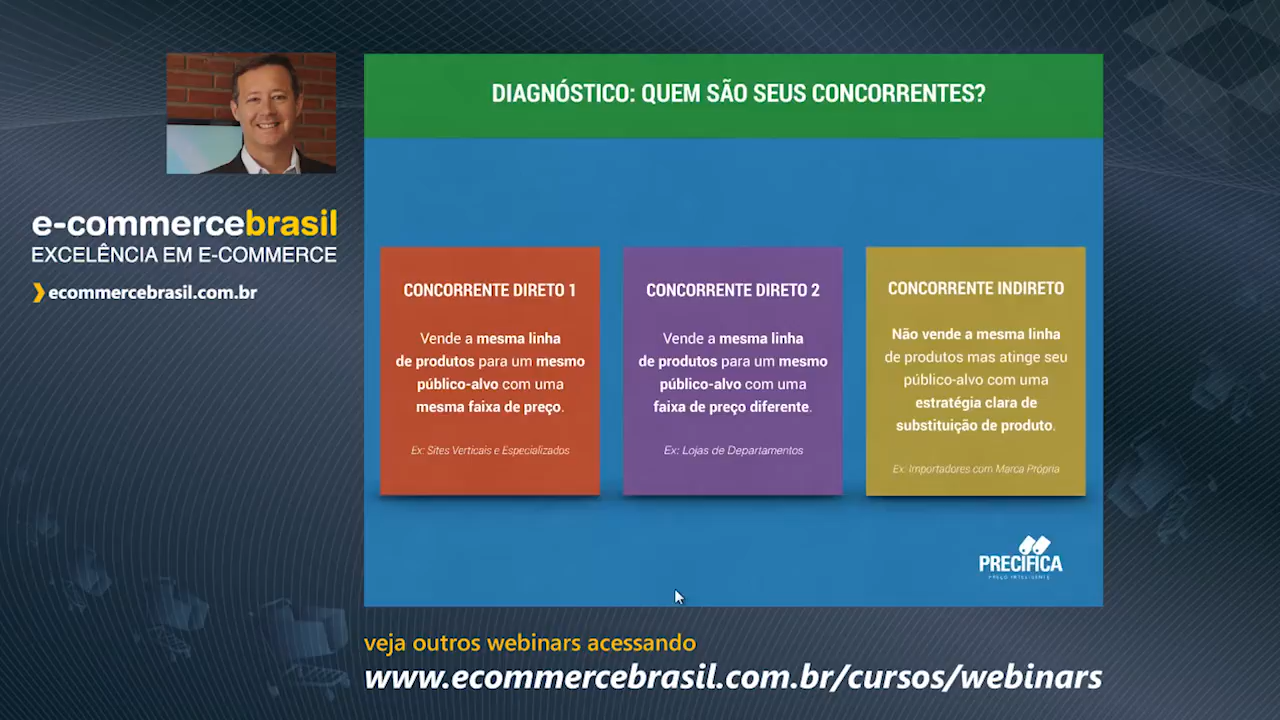 DIAGNÓSTICO: QUEM SÃO SEUS CONCORRENTES?
e-commercebrasil
EXCELÊNCIA EM E-COMMERCE
ecommercebrasil.com.br
CONCORRENTE DIRETO 1
Vende a mesma linha
de produtos para um mesmo
público-alvo com uma
mesma faixa de preço.
Ex: Sites Verticais e Especializados
CONCORRENTE DIRETO 2
Vende a mesma linha
de produtos para um mesmo
público-alvo com uma
faixa de preço diferente.
Ex: Lojas de Departamentos
CONCORRENTE INDIRETO
Não vende a mesma linha
de produtos mas atinge seu
público-alvo com uma
estratégia clara de
substituição de produto.
Ex: Importadores com Marca Própria
PRECIFICA
PREÇO INTELIGENTE
veja outros webinars acessando
www.ecommercebrasil.com.br/cursos/webinars